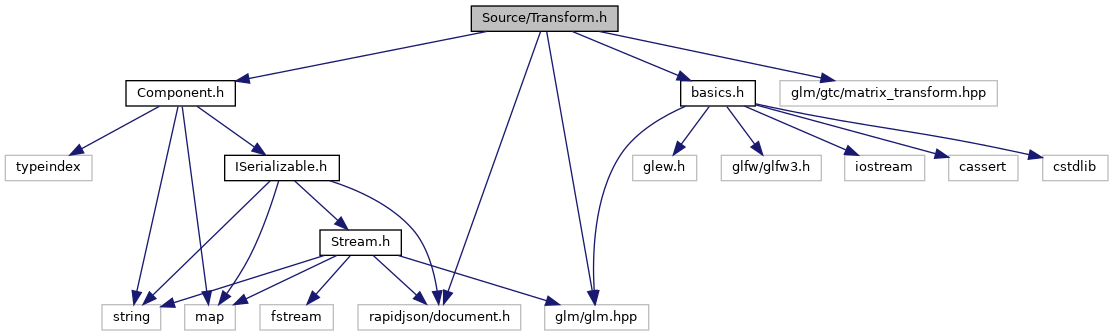 Source/Transform.h
Component.h
basics.h
glm/gtc/matrix_transform.hpp
typeindex
ISerializable.h
glew.h
glfw/glfw3.h
iostream
cassert
cstdlib
Stream.h
string
map
fstream
rapidjson/document.h
glm/glm.hpp